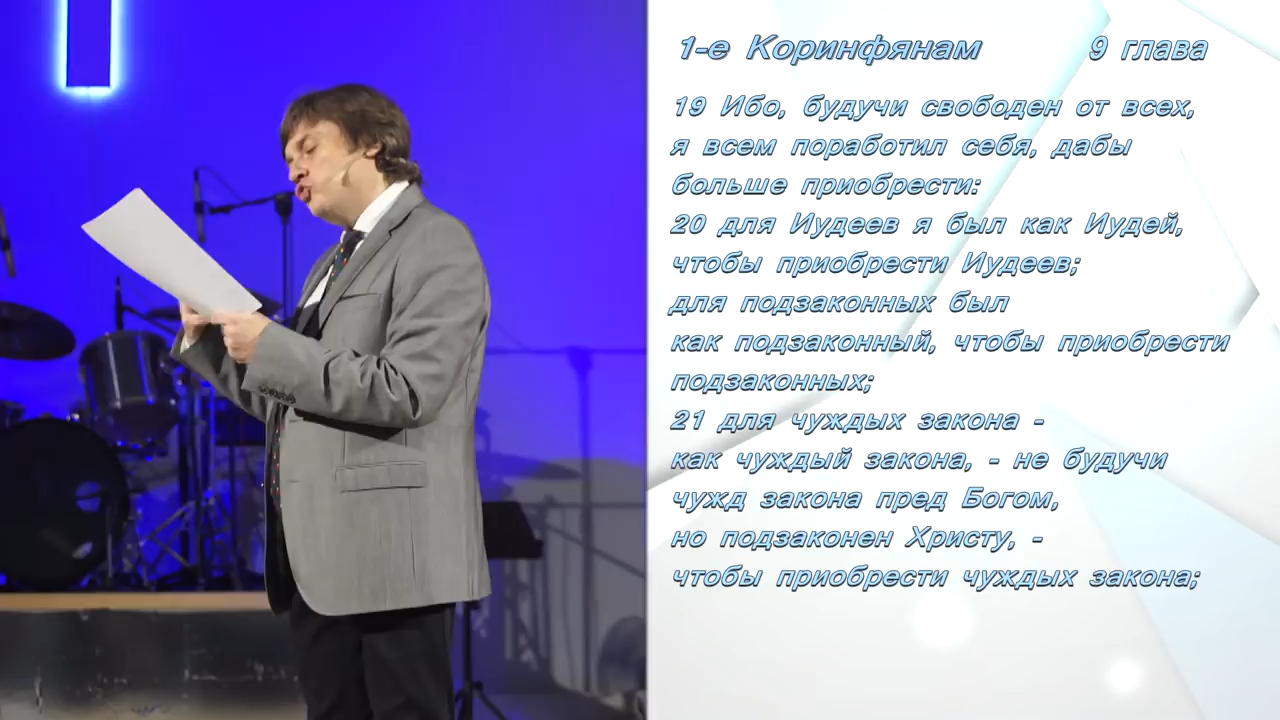 1-е Коринфянам 9 глава
19 Ибо, будучи свободен от всех,
я всем поработил себя, дабы
больше приобрести:
20 для Иудеев я был как Иудей,
чтобы приобрести Иудеев;
для подзаконных был
как подзаконный, чтобы приобрести
подзаконных;
21 для чуждых закона -
как чуждый закона, - не будучи
чужд закона пред Богом,
но подзаконен Христу, -
чтобы приобрести чуждых закона;